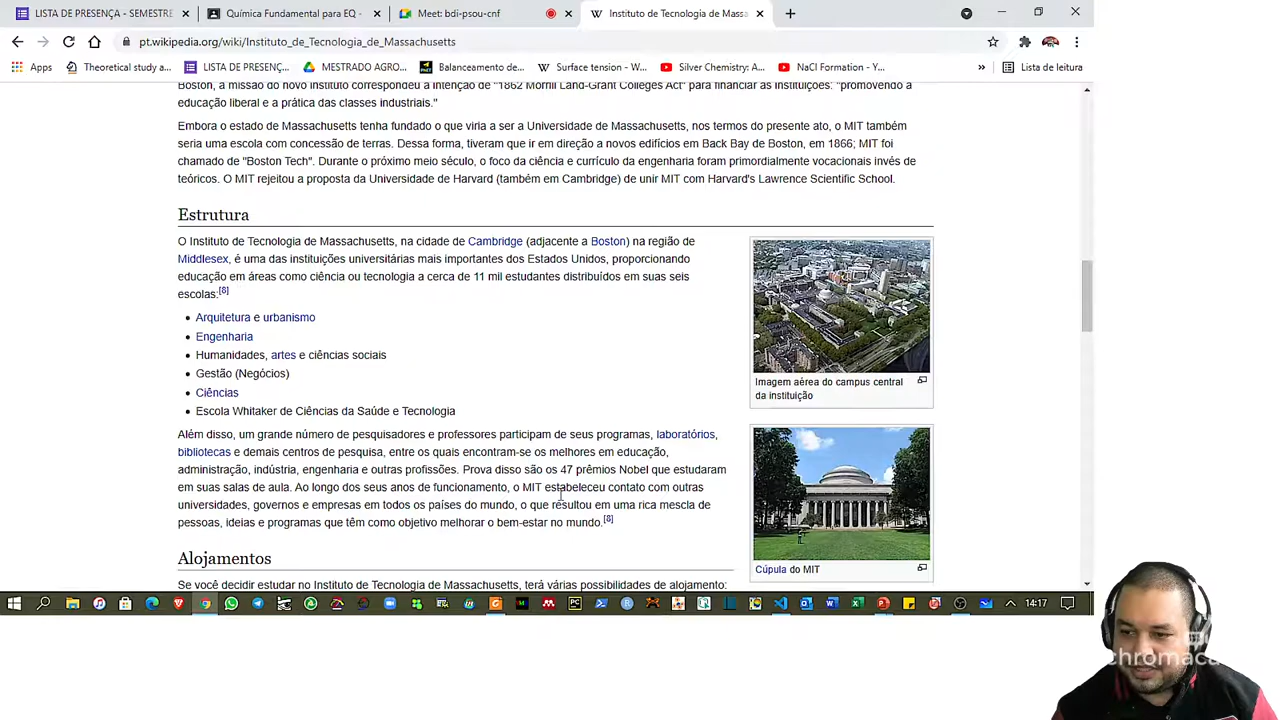 LISTA DE PRESENÇA - SEMESTRE
Química Fundamental para EQ -
Meet: bdi-psou-cnf
Instituto de Tecnologia de Massa
pt.wikipedia.org/wiki/Instituto_de_Tecnologia_de_Massachusetts
Apps
Theoretical study a...
LISTA DE PRESENÇ...
MESTRADO AGRO...
Balanceamento de...
Surface tension - W...
Silver Chemistry: A...
NaCl Formation - Y...
»
Lista de leitura
Boston, a missão do novo instituto correspondeu à intenção de "1862 Morrill Land-Grant Colleges Act" para financiar as instituições: "promovendo a
educação liberal e a prática das classes industriais."
Embora o estado de Massachusetts tenha fundado o que viria a ser a Universidade de Massachusetts, nos termos do presente ato, o MIT também
seria uma escola com concessão de terras. Dessa forma, tiveram que ir em direção a novos edifícios em Back Bay de Boston, em 1866; MIT foi
chamado de "Boston Tech". Durante o próximo meio século, o foco da ciência e currículo da engenharia foram primordialmente vocacionais invés de
teóricos. O MIT rejeitou a proposta da Universidade de Harvard (também em Cambridge) de unir MIT com Harvard's Lawrence Scientific School.
Estrutura
O Instituto de Tecnologia de Massachusetts, na cidade de Cambridge (adjacente a Boston) na região de
Middlesex, é uma das instituições universitárias mais importantes dos Estados Unidos, proporcionando
educação em áreas como ciência ou tecnologia a cerca de 11 mil estudantes distribuídos em suas seis
escolas.[8]
Arquitetura e urbanismo
Engenharia
Humanidades, artes e ciências sociais
Gestão (Negócios)
Ciências
Escola Whitaker de Ciências da Saúde e Tecnologia
Além disso, um grande número de pesquisadores e professores participam de seus programas, laboratórios,
bibliotecas e demais centros de pesquisa, entre os quais encontram-se os melhores em educação,
administração, indústria, engenharia e outras profissões. Prova disso são os 47 prêmios Nobel que estudaram
em suas salas de aula. Ao longo dos seus anos de funcionamento, o MIT estabeleceu contato com outras
universidades, governos e empresas em todos os países do mundo, o que resultou em uma rica mescla de
pessoas, ideias e programas que têm como objetivo melhorar o bem-estar no mundo.[8]
Imagem aérea do campus central
da instituição
Cúpula do MIT
Alojamentos
Se você decidir estudar no Instituto de Tecnologia de Massachusetts, terá várias possibilidades de alojamento:
14:17